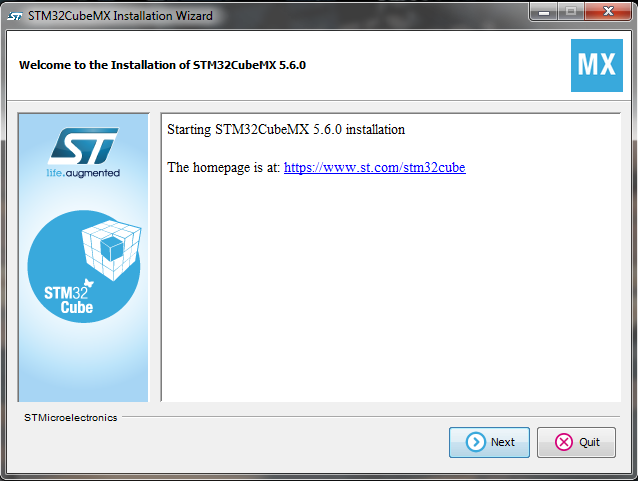 STM32CubeMX Installation Wizard
Welcome to the Installation of STM32CubeMX 5.6.0
MX
ST
life.augmented
STM32
Cube
Starting STM32CubeMX 5.6.0 installation
The homepage is at: https://www.st.com/stm32cube
STMicroelectronics
Next
Quit